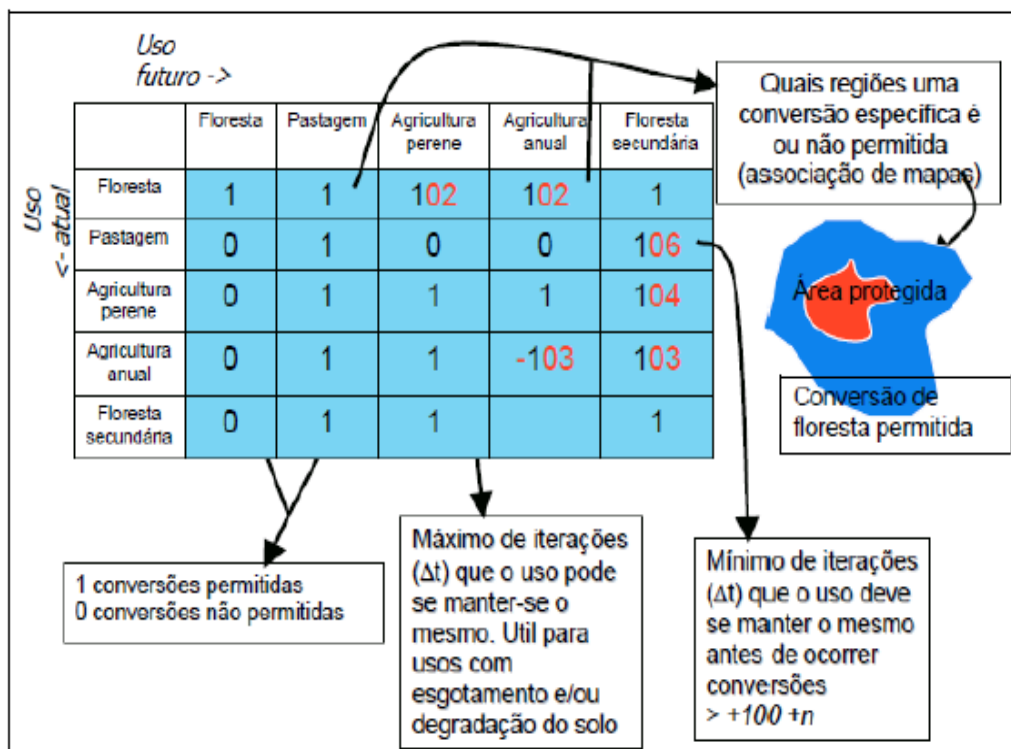 Uso
futuro ->
Uso
<- atual
Floresta Pastagem Agricultura perene Agricultura anual Floresta secundária
Floresta 1 1 102 102 1
Pastagem 0 1 0 0 106
Agricultura perene 0 1 1 1 104
Agricultura anual 0 1 1 -103 103
Floresta secundária 0 1 1 1
Quais regiões uma
conversão especifica é
ou não permitida
(associação de mapas)
Área protegida
Conversão de
floresta permitida
1 conversões permitidas
0 conversões não permitidas
Máximo de iterações
(Δt) que o uso pode
se manter-se o
mesmo. Util para
usos com
esgotamento e/ou
degradação do solo
Mínimo de iterações
(Δt) que o uso deve
se manter o mesmo
antes de ocorrer
conversões
> +100 +n